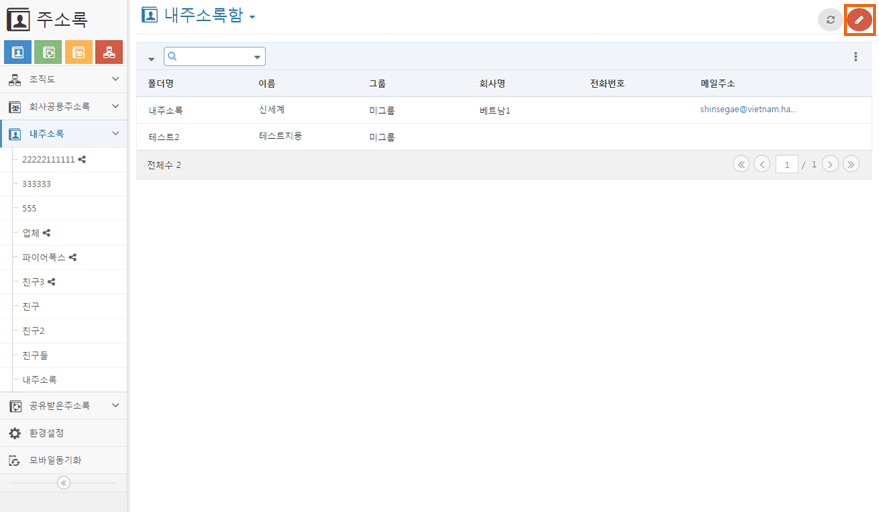 주소록
조직도
회사공용주소록
내주소록
22222111111
333333
555
업체
파이어폭스
친구3
친구
친구2
친구들
내주소록
공유받은주소록
환경설정
모바일동기화
내주소록함
폴더명 이름 그룹 회사명 전화번호 메일주소
내주소록 신세계 미그룹 베트남1 shinsegae@vietnam.ha...
테스트2 테스트지용 미그룹
전체수 2 1 / 1